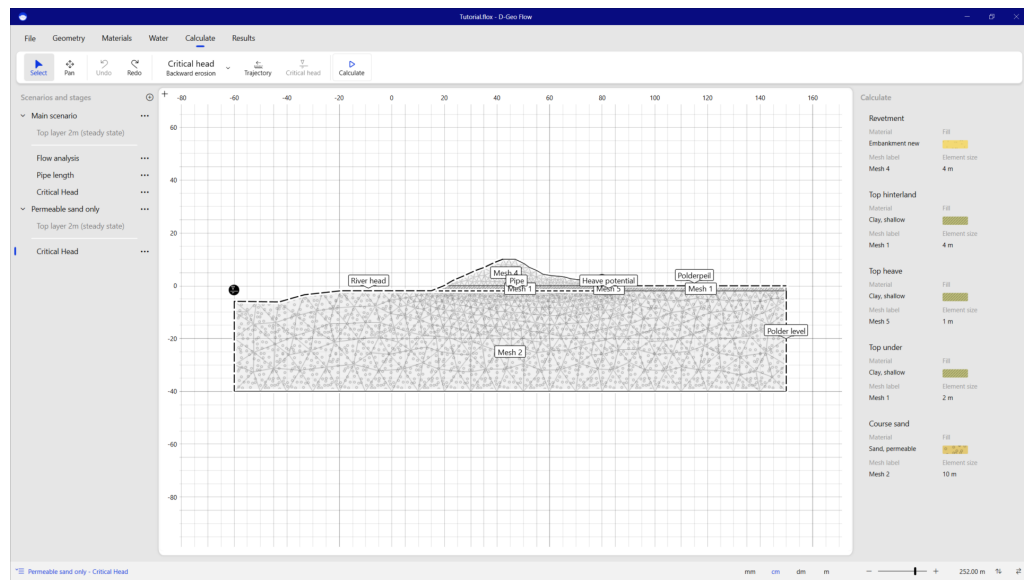 Tutorial.flox - D-Geo Flow
File Geometry Materials Water Calculate Results
Select Pan Undo Redo Critical head Backward erosion Trajectory Critical head Calculate
Scenarios and stages
Main scenario
Top layer 2m (steady state)
Flow analysis
Pipe length
Critical Head
Permeable sand only
Top layer 2m (steady state)
Critical Head
-80 -60 -40 -20 0 20 40 60 80 100 120 140 160
60
40
20
0
-20
-40
-60
-80
River head
Mesh 4
Pipe
Mesh 1
Heave potential
Mesh 5
Polderpeil
Mesh 1
Polder level
Mesh 2
Calculate
Revetment
Material Fill
Embankment new
Mesh label Element size
Mesh 4 4 m
Top hinterland
Material Fill
Clay, shallow
Mesh label Element size
Mesh 1 4 m
Top heave
Material Fill
Clay, shallow
Mesh label Element size
Mesh 5 1 m
Top under
Material Fill
Clay, shallow
Mesh label Element size
Mesh 1 2 m
Course sand
Material Fill
Sand, permeable
Mesh label Element size
Mesh 2 10 m
Permeable sand only - Critical Head
mm cm dm m
252.00 m